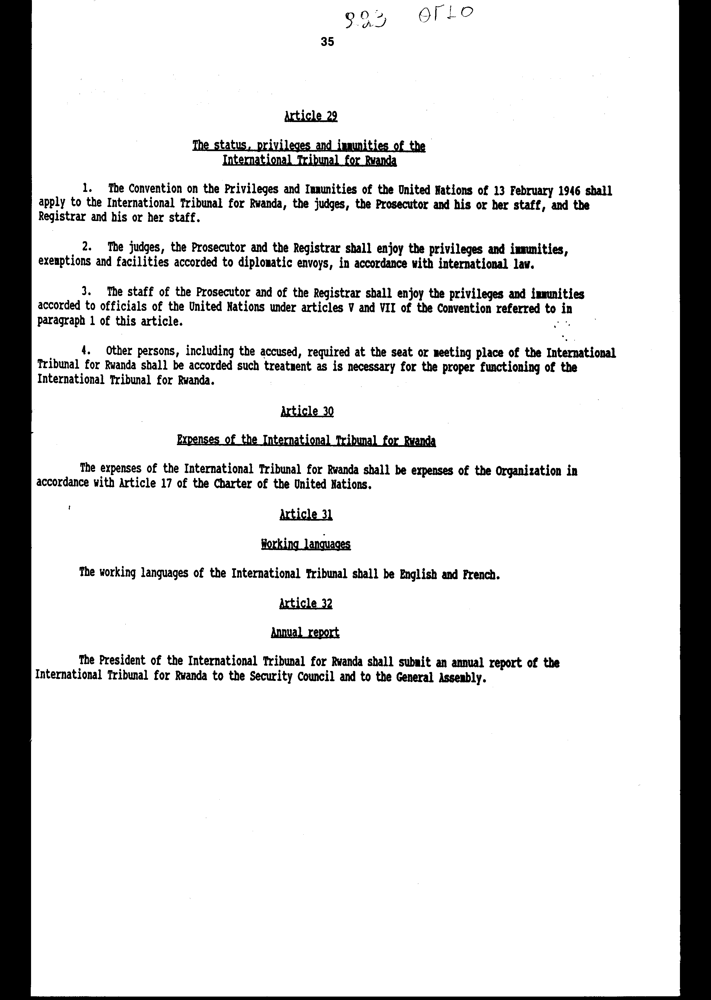 35
Article 29
The status, privileges and immunities of the
International Tribunal for Rwanda
1. The Convention on the Privileges and Immunities of the United Nations of 13 February 1946 shall
apply to the International Tribunal for Rwanda, the judges, the Prosecutor and his or her staff, and the
Registrar and his or her staff.
2. The judges, the Prosecutor and the Registrar shall enjoy the privileges and immunities,
exemptions and facilities accorded to diplomatic envoys, in accordance with international law.
3. The staff of the Prosecutor and of the Registrar shall enjoy the privileges and immunities
accorded to officials of the United Nations under articles V and VII of the Convention referred to in
paragraph 1 of this article.
4. Other persons, including the accused, required at the seat or meeting place of the International
Tribunal for Rwanda shall be accorded such treatment as is necessary for the proper functioning of the
International Tribunal for Rwanda.
Article 30
Expenses of the International Tribunal for Rwanda
The expenses of the International Tribunal for Rwanda shall be expenses of the Organization in
accordance with Article 17 of the Charter of the United Nations.
Article 31
Working languages
The working languages of the International Tribunal shall be English and French.
Article 32
Annual report
The President of the International Tribunal for Rwanda shall submit an annual report of the
International Tribunal for Rwanda to the Security Council and to the General Assembly.